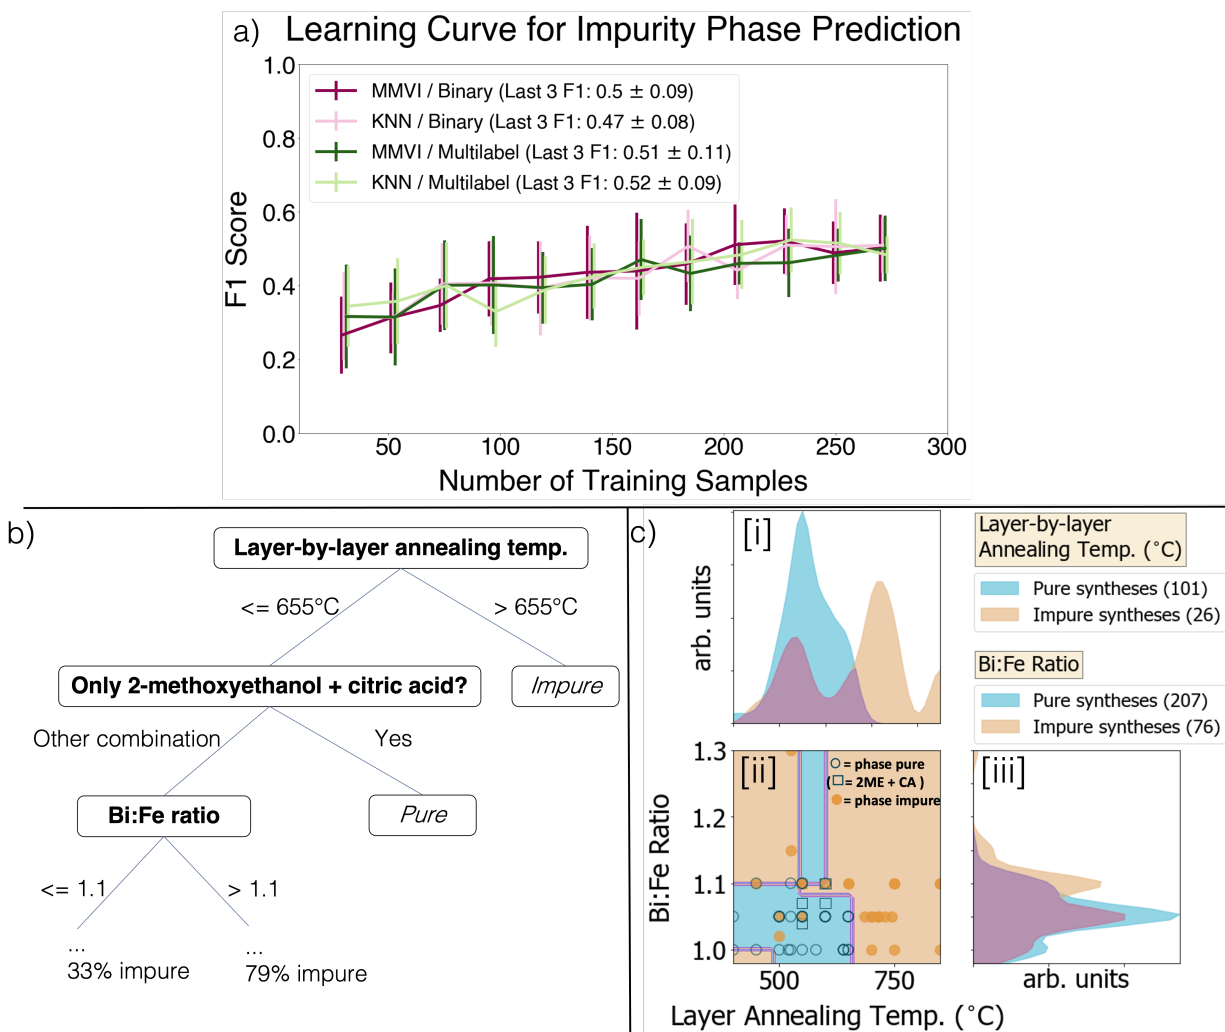 a) Learning Curve for Impurity Phase Prediction
1.0
0.8
0.6
0.4
0.2
0.0
F1 Score
MMVI / Binary (Last 3 F1: 0.5 ± 0.09)
KNN / Binary (Last 3 F1: 0.47 ± 0.08)
MMVI / Multilabel (Last 3 F1: 0.51 ± 0.11)
KNN / Multilabel (Last 3 F1: 0.52 ± 0.09)
50 100 150 200 250 300
Number of Training Samples
b)
Layer-by-layer annealing temp.
<= 655°C > 655°C
Only 2-methoxyethanol + citric acid?
Impure
Other combination Yes
Bi:Fe ratio
Pure
<= 1.1 > 1.1
... ...
33% impure 79% impure
c)
[i]
arb. units
Layer-by-layer
Annealing Temp. (°C)
Pure syntheses (101)
Impure syntheses (26)
Bi:Fe Ratio
Pure syntheses (207)
Impure syntheses (76)
[ii]
= phase pure
( = 2ME + CA )
= phase impure
1.3
1.2
1.1
1.0
Bi:Fe Ratio
500 750
Layer Annealing Temp. (°C)
[iii]
arb. units